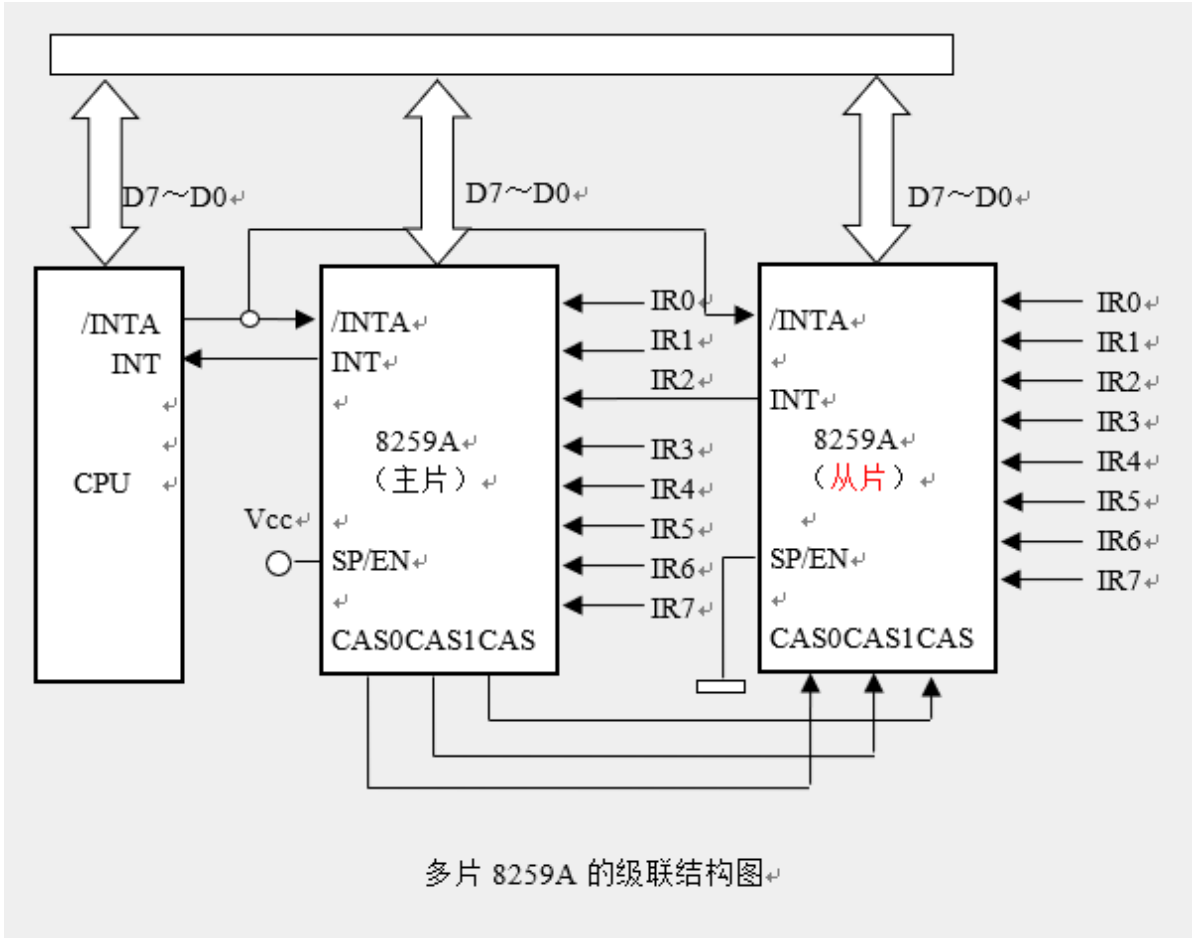 D7～D0
D7～D0
D7～D0
/INTA
INT
CPU
/INTA
INT
8259A
（主片）
Vcc
SP/EN
CAS0CAS1CAS
IR0
IR1
IR2
IR3
IR4
IR5
IR6
IR7
/INTA
INT
8259A
（从片）
SP/EN
CAS0CAS1CAS
IR0
IR1
IR2
IR3
IR4
IR5
IR6
IR7
多片 8259A 的级联结构图